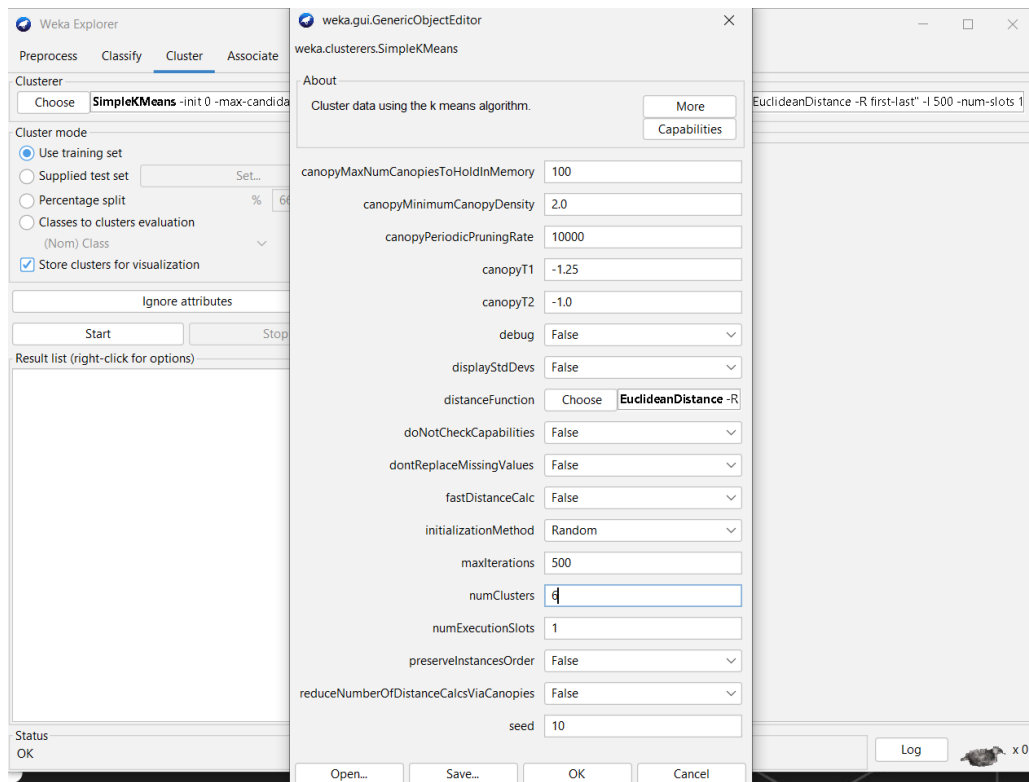 Weka Explorer
Preprocess Classify Cluster Associate
Clusterer
Choose SimpleKMeans -init 0 -max-candida
EuclideanDistance -R first-last" -I 500 -num-slots 1
Cluster mode
Use training set
Supplied test set Set...
Percentage split % 66
Classes to clusters evaluation
(Nom) Class
Store clusters for visualization
Ignore attributes
Start Stop
Result list (right-click for options)
Status
OK
Log x 0
weka.gui.GenericObjectEditor
weka.clusterers.SimpleKMeans
About
Cluster data using the k means algorithm.
More
Capabilities
canopyMaxNumCanopiesToHoldInMemory 100
canopyMinimumCanopyDensity 2.0
canopyPeriodicPruningRate 10000
canopyT1 -1.25
canopyT2 -1.0
debug False
displayStdDevs False
distanceFunction Choose EuclideanDistance -R
doNotCheckCapabilities False
dontReplaceMissingValues False
fastDistanceCalc False
initializationMethod Random
maxIterations 500
numClusters 6
numExecutionSlots 1
preserveInstancesOrder False
reduceNumberOfDistanceCalcsViaCanopies False
seed 10
Open... Save... OK Cancel